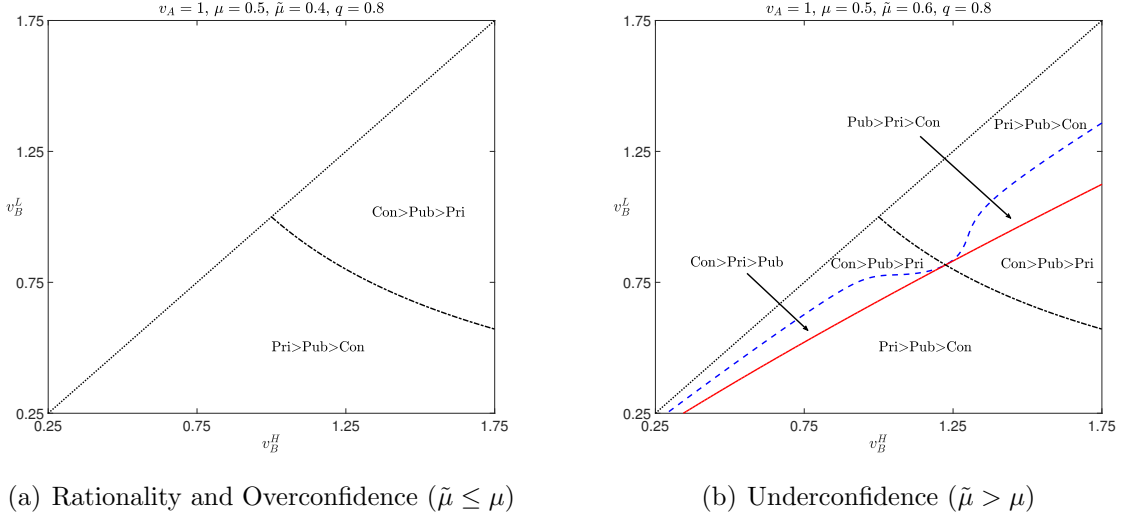 v_A = 1, μ = 0.5, μ̃ = 0.4, q = 0.8
1.75
1.25
v_B^L
0.75
0.25
Con>Pub>Pri
Pri>Pub>Con
0.25
0.75
1.25
1.75
v_B^H
(a) Rationality and Overconfidence (μ̃ ≤ μ)
v_A = 1, μ = 0.5, μ̃ = 0.6, q = 0.8
1.75
1.25
v_B^L
0.75
0.25
Pub>Pri>Con
Pri>Pub>Con
Con>Pri>Pub
Con>Pub>Pri
Con>Pub>Pri
Pri>Pub>Con
0.25
0.75
1.25
1.75
v_B^H
(b) Underconfidence (μ̃ > μ)